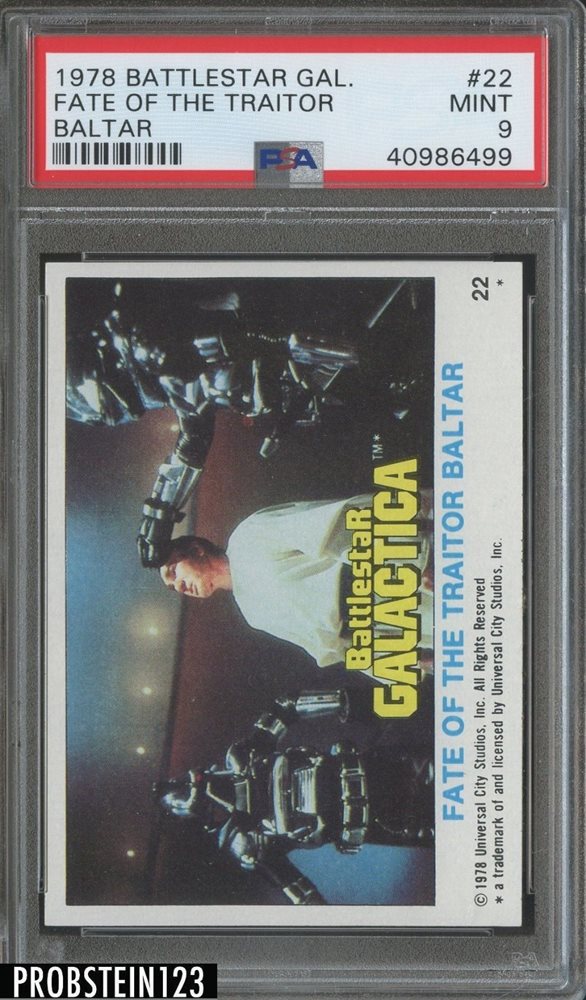 1978 BATTLESTAR GAL. #22
FATE OF THE TRAITOR MINT
BALTAR 9
PSA 40986499
22
*
BattlestaR
GALACTICA™*
FATE OF THE TRAITOR BALTAR
© 1978 Universal City Studios, Inc. All Rights Reserved
* a trademark of and licensed by Universal City Studios, Inc.
PSA
PROBSTEIN123